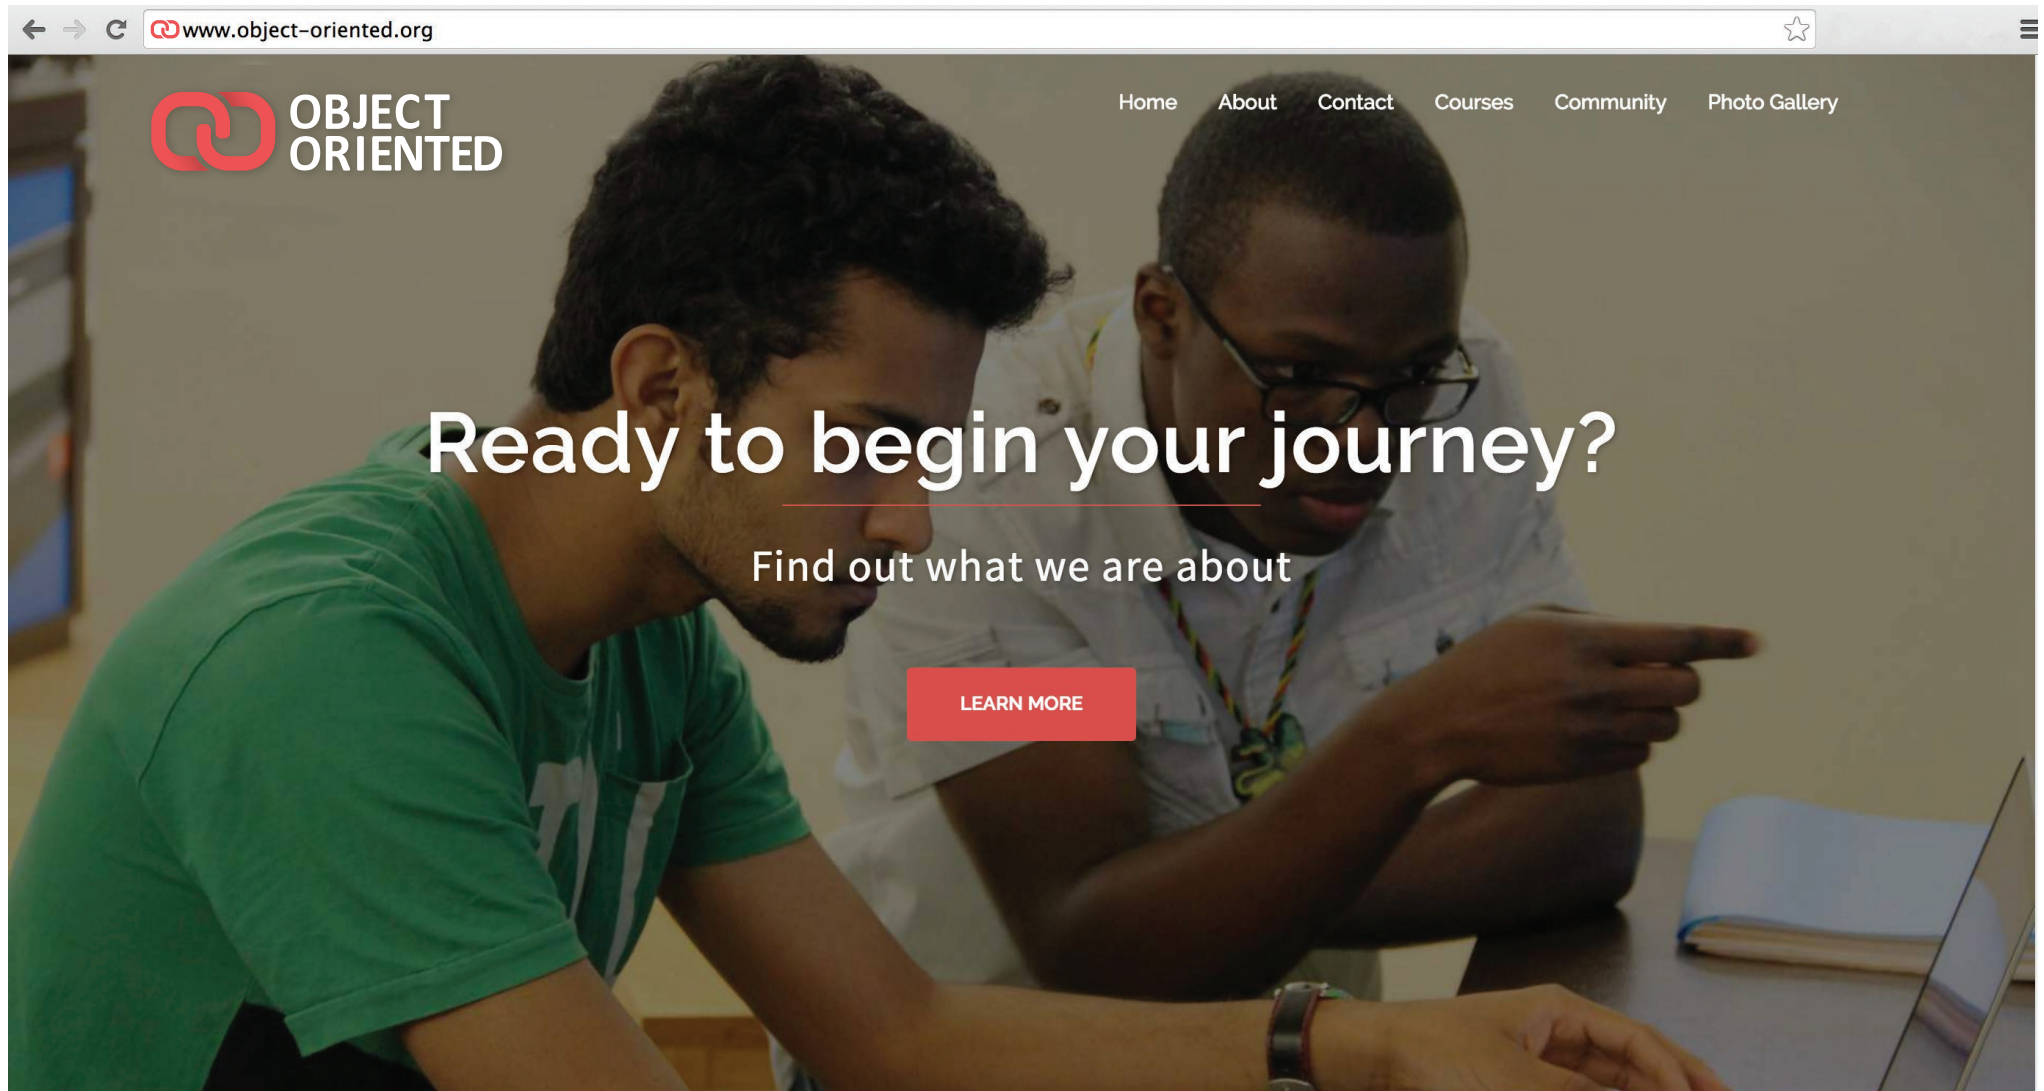 www.object-oriented.org
OBJECT
ORIENTED
Home About Contact Courses Community Photo Gallery
Ready to begin your journey?
Find out what we are about
LEARN MORE